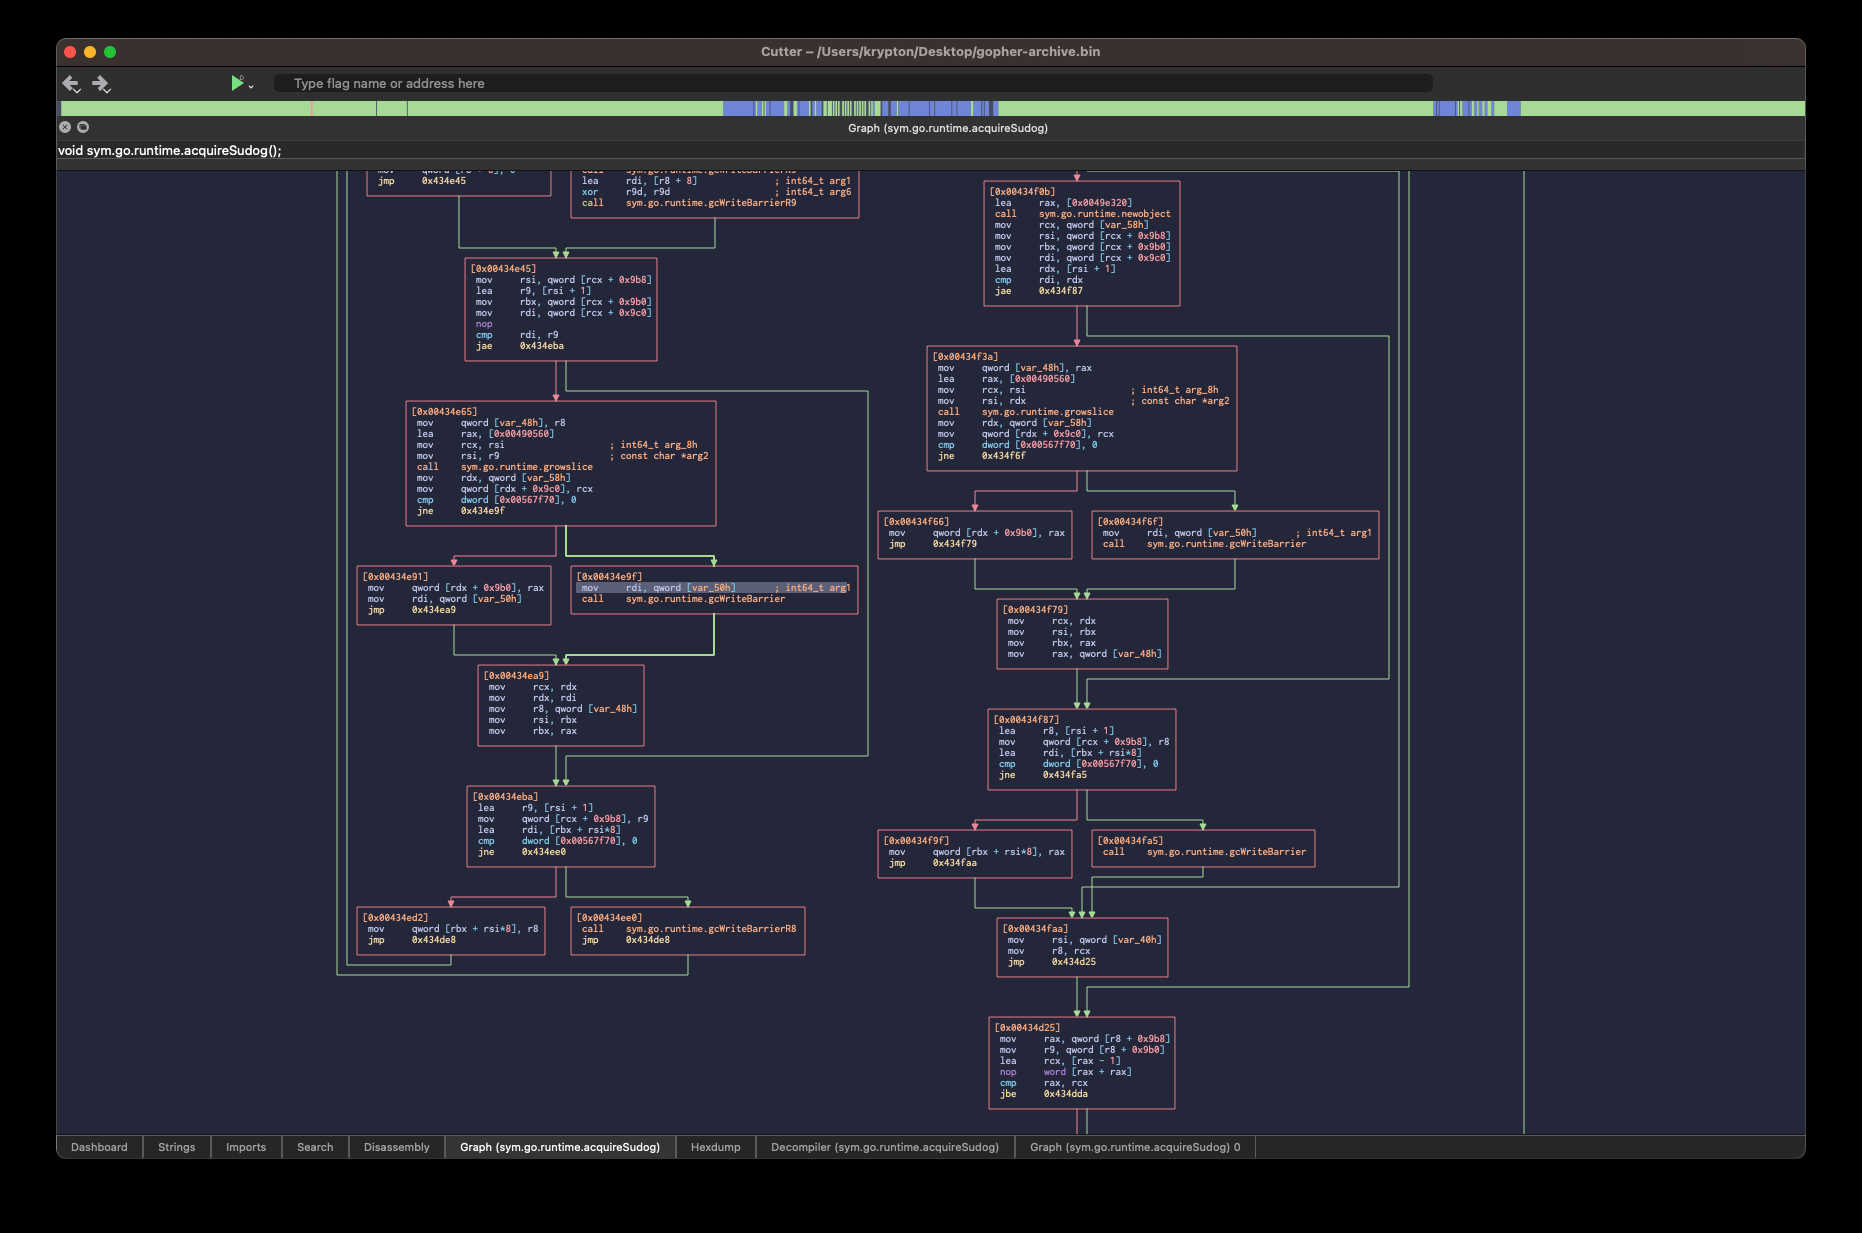 Cutter – /Users/krypton/Desktop/gopher-archive.bin
Type flag name or address here
Graph (sym.go.runtime.acquireSudog)
void sym.go.runtime.acquireSudog();
jmp 0x434e45
lea rdi, [r8 + 8] ; int64_t arg1
xor r9d, r9d ; int64_t arg6
call sym.go.runtime.gcWriteBarrierR9
[0x00434e45]
mov rsi, qword [rcx + 0x9b8]
lea r9, [rsi + 1]
mov rbx, qword [rcx + 0x9b0]
mov rdi, qword [rcx + 0x9c0]
nop
cmp rdi, r9
jae 0x434eba
[0x00434e65]
mov qword [var_48h], r8
lea rax, [0x00490560]
mov rcx, rsi ; int64_t arg_8h
mov rsi, r9 ; const char *arg2
call sym.go.runtime.growslice
mov rdx, qword [var_58h]
mov qword [rdx + 0x9c0], rcx
cmp dword [0x00567f70], 0
jne 0x434e9f
[0x00434e91]
mov qword [rdx + 0x9b0], rax
mov rdi, qword [var_50h]
jmp 0x434ea9
[0x00434e9f]
mov rdi, qword [var_50h] ; int64_t arg1
call sym.go.runtime.gcWriteBarrier
[0x00434ea9]
mov rcx, rdx
mov rdx, rdi
mov r8, qword [var_48h]
mov rsi, rbx
mov rbx, rax
[0x00434eba]
lea r9, [rsi + 1]
mov qword [rcx + 0x9b8], r9
lea rdi, [rbx + rsi*8]
cmp dword [0x00567f70], 0
jne 0x434ee0
[0x00434ed2]
mov qword [rbx + rsi*8], r8
jmp 0x434de8
[0x00434ee0]
call sym.go.runtime.gcWriteBarrierR8
jmp 0x434de8
[0x00434f0b]
lea rax, [0x0049e320]
call sym.go.runtime.newobject
mov rcx, qword [var_58h]
mov rsi, qword [rcx + 0x9b8]
mov rbx, qword [rcx + 0x9b0]
mov rdi, qword [rcx + 0x9c0]
lea rdx, [rsi + 1]
cmp rdi, rdx
jae 0x434f87
[0x00434f3a]
mov qword [var_48h], rax
lea rax, [0x00490560]
mov rcx, rsi ; int64_t arg_8h
mov rsi, rdx ; const char *arg2
call sym.go.runtime.growslice
mov rdx, qword [var_58h]
mov qword [rdx + 0x9c0], rcx
cmp dword [0x00567f70], 0
jne 0x434f6f
[0x00434f66]
mov qword [rdx + 0x9b0], rax
jmp 0x434f79
[0x00434f6f]
mov rdi, qword [var_50h] ; int64_t arg1
call sym.go.runtime.gcWriteBarrier
[0x00434f79]
mov rcx, rdx
mov rsi, rbx
mov rbx, rax
mov rax, qword [var_48h]
[0x00434f87]
lea r8, [rsi + 1]
mov qword [rcx + 0x9b8], r8
lea rdi, [rbx + rsi*8]
cmp dword [0x00567f70], 0
jne 0x434fa5
[0x00434f9f]
mov qword [rbx + rsi*8], rax
jmp 0x434faa
[0x00434fa5]
call sym.go.runtime.gcWriteBarrier
[0x00434faa]
mov rsi, qword [var_40h]
mov r8, rcx
jmp 0x434d25
[0x00434d25]
mov rax, qword [r8 + 0x9b8]
mov r9, qword [r8 + 0x9b0]
lea rcx, [rax - 1]
nop word [rax + rax]
cmp rax, rcx
jbe 0x434dda
Dashboard
Strings
Imports
Search
Disassembly
Graph (sym.go.runtime.acquireSudog)
Hexdump
Decompiler (sym.go.runtime.acquireSudog)
Graph (sym.go.runtime.acquireSudog) 0